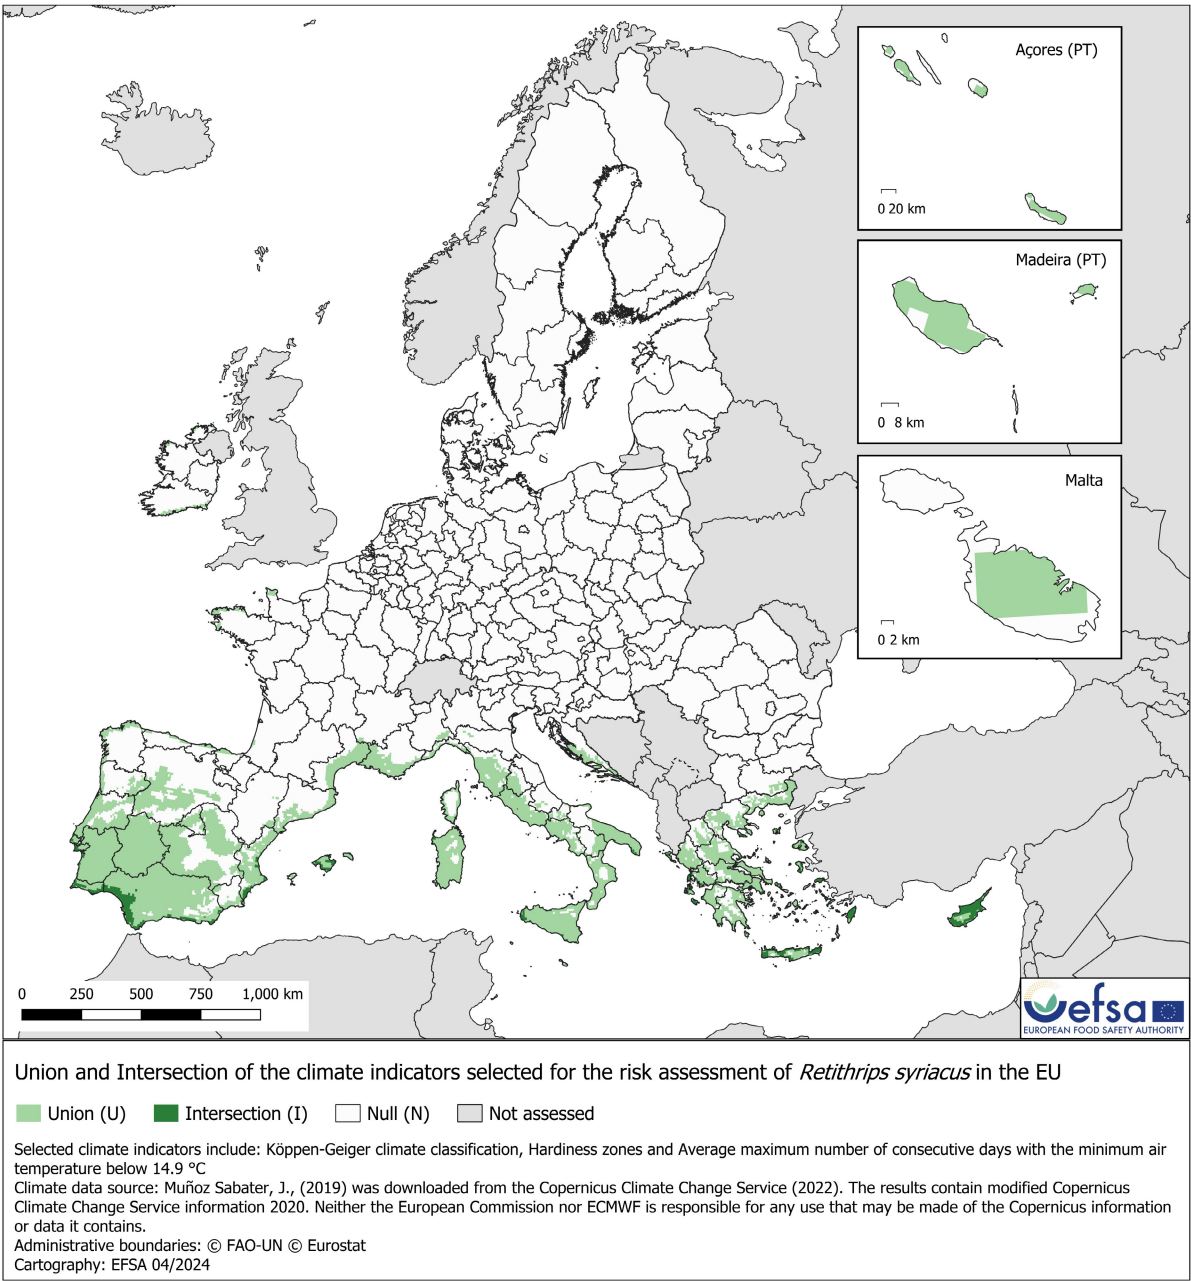 Açores (PT)
0 20 km
Madeira (PT)
0 8 km
Malta
0 2 km
0 250 500 750 1,000 km
efsa
EUROPEAN FOOD SAFETY AUTHORITY
Union and Intersection of the climate indicators selected for the risk assessment of Retithrips syriacus in the EU
Union (U) Intersection (I) Null (N) Not assessed
Selected climate indicators include: Köppen-Geiger climate classification, Hardiness zones and Average maximum number of consecutive days with the minimum air
temperature below 14.9 °C
Climate data source: Muñoz Sabater, J., (2019) was downloaded from the Copernicus Climate Change Service (2022). The results contain modified Copernicus
Climate Change Service information 2020. Neither the European Commission nor ECMWF is responsible for any use that may be made of the Copernicus information
or data it contains.
Administrative boundaries: © FAO-UN © Eurostat
Cartography: EFSA 04/2024